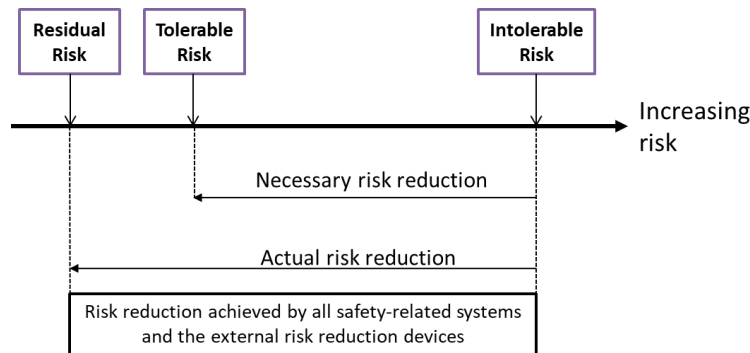 Residual
Risk
Tolerable
Risk
Intolerable
Risk
Increasing
risk
Necessary risk reduction
Actual risk reduction
Risk reduction achieved by all safety-related systems
and the external risk reduction devices